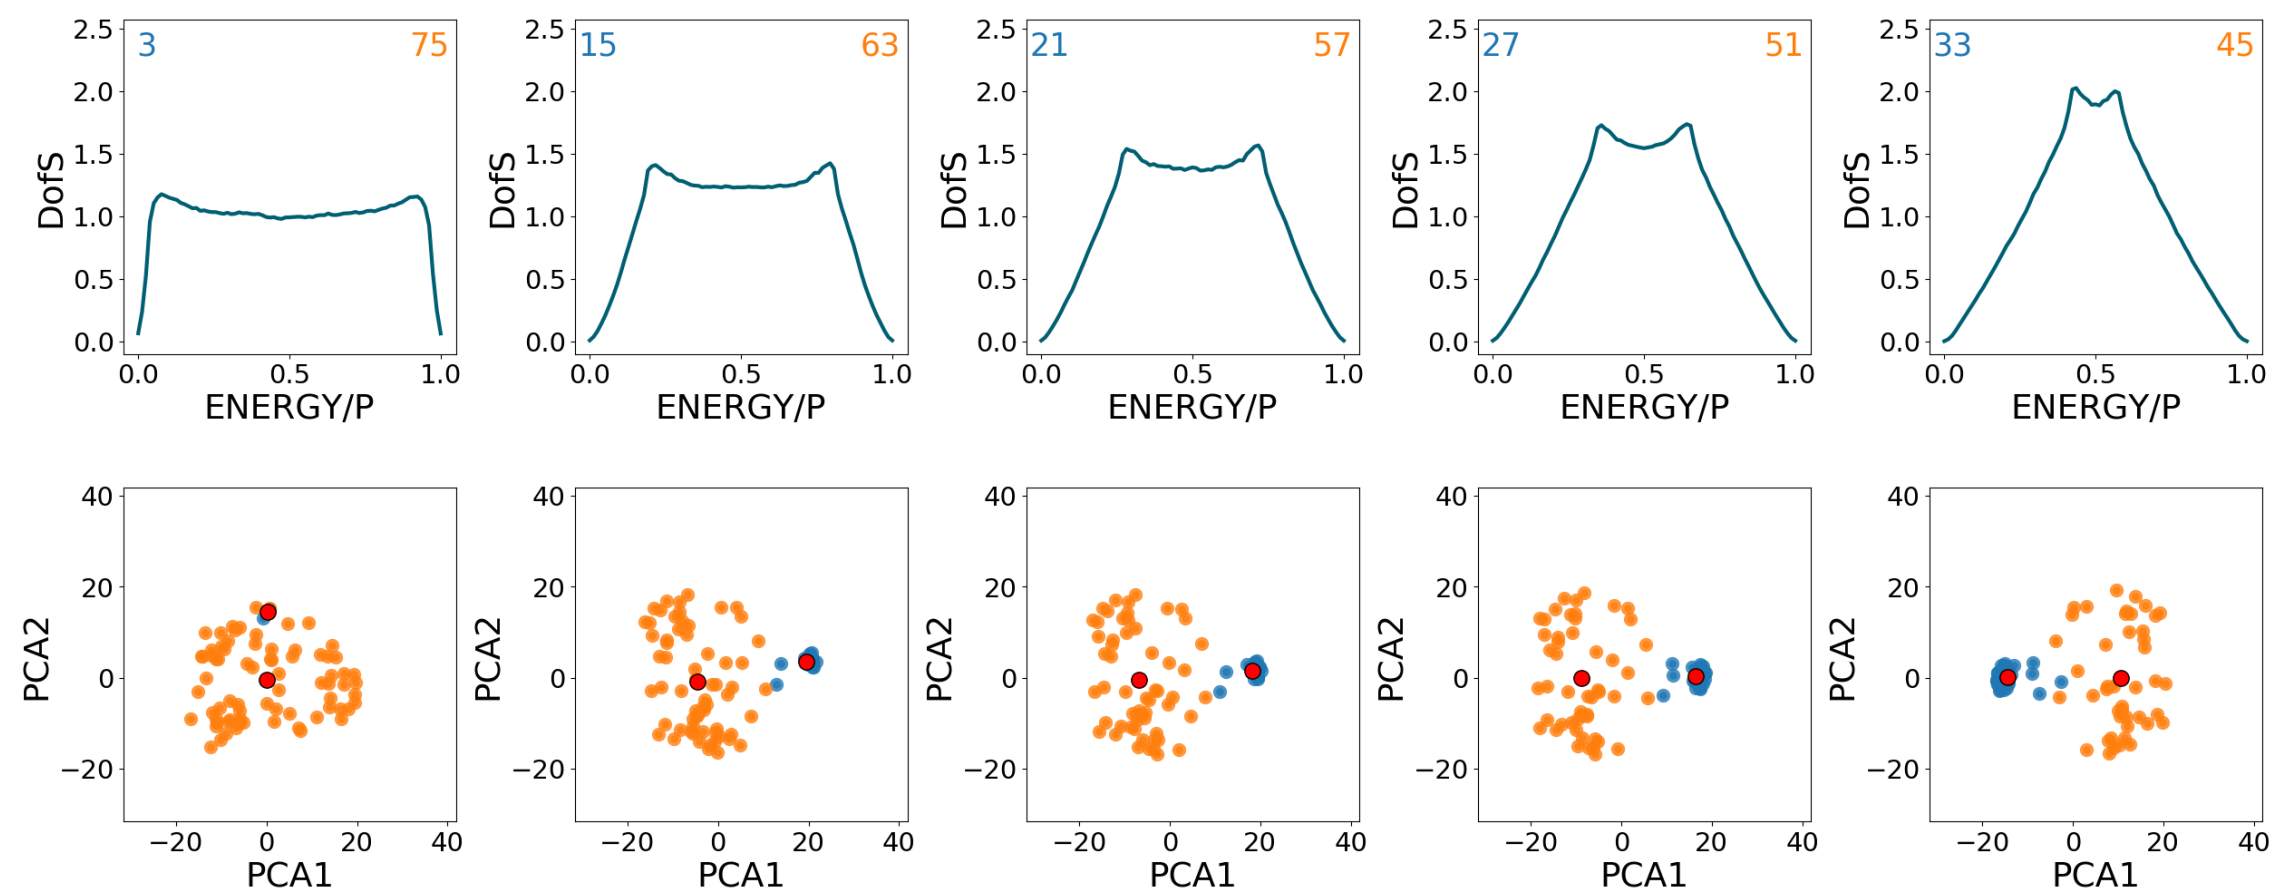 3 75
15 63
21 57
27 51
33 45
2.5 2.5 2.5 2.5 2.5
2.0 2.0 2.0 2.0 2.0
1.5 1.5 1.5 1.5 1.5
1.0 1.0 1.0 1.0 1.0
0.5 0.5 0.5 0.5 0.5
0.0 0.0 0.0 0.0 0.0
DofS DofS DofS DofS DofS
0.0 0.5 1.0 0.0 0.5 1.0 0.0 0.5 1.0 0.0 0.5 1.0 0.0 0.5 1.0
ENERGY/P ENERGY/P ENERGY/P ENERGY/P ENERGY/P
40 40 40 40 40
20 20 20 20 20
0 0 0 0 0
−20 −20 −20 −20 −20
PCA2 PCA2 PCA2 PCA2 PCA2
−20 0 20 40 −20 0 20 40 −20 0 20 40 −20 0 20 40 −20 0 20 40
PCA1 PCA1 PCA1 PCA1 PCA1